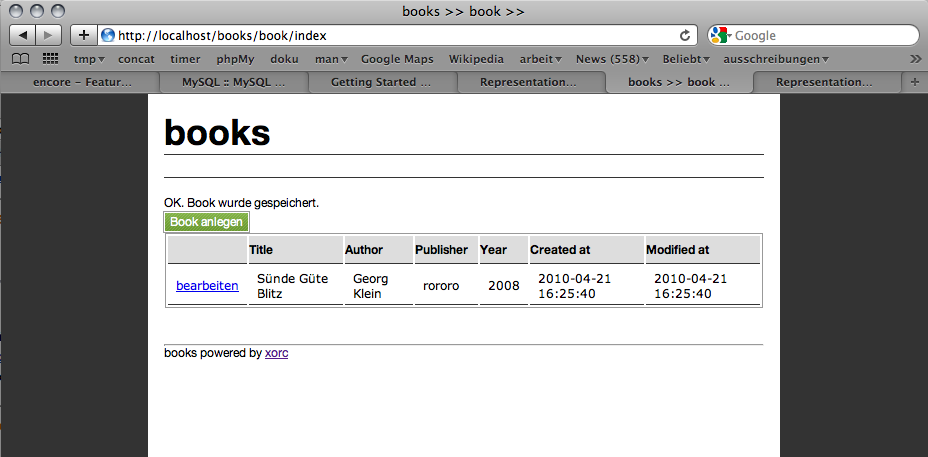 books >> book >>
http://localhost/books/book/index
Google
tmp concat timer phpMy doku man Google Maps Wikipedia arbeit News (558) Beliebt ausschreibungen
encore – Featur... MySQL :: MySQL ... Getting Started ... Representation... books >> book ... Representation...
books
OK. Book wurde gespeichert.
Book anlegen
Title Author Publisher Year Created at Modified at
bearbeiten Sünde Güte Georg rororo 2008 2010-04-21 2010-04-21
Blitz Klein 16:25:40 16:25:40
books powered by xorc